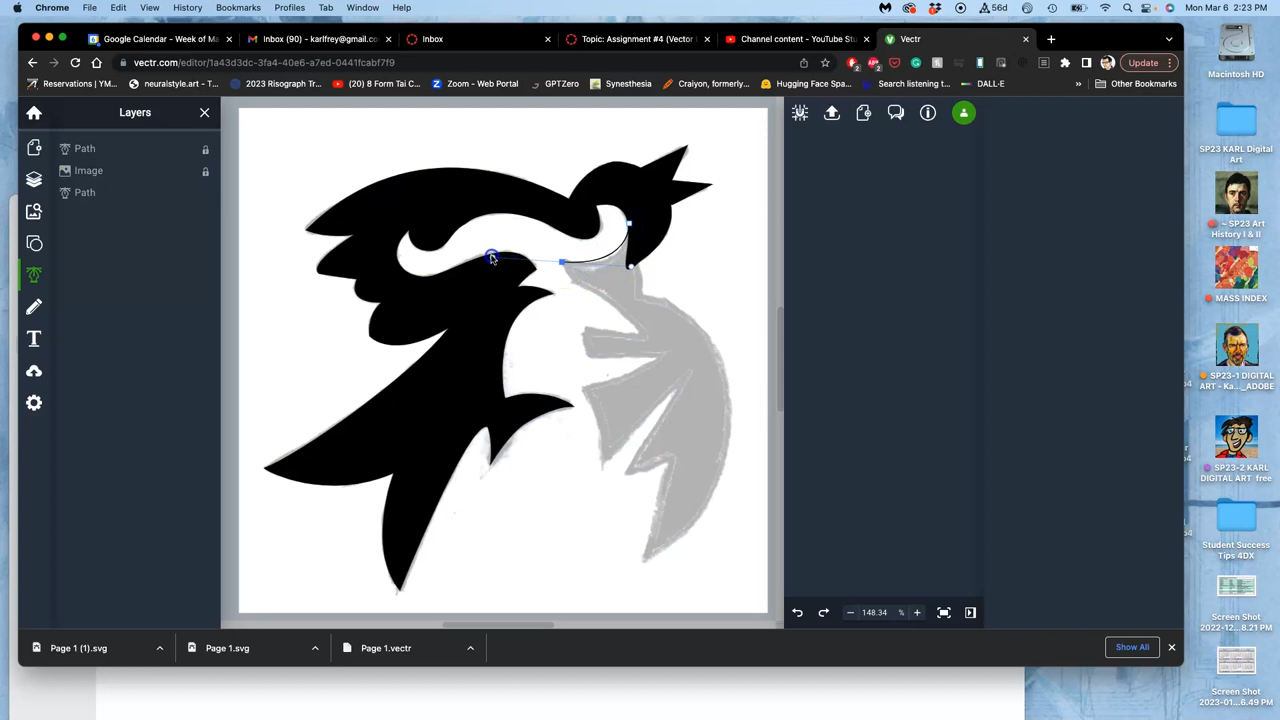 Chrome File Edit View History Bookmarks Profiles Tab Window Help 56d Mon Mar 6 2:23 PM
Google Calendar - Week of Ma Inbox (90) - karlfrey@gmail.co Inbox Topic: Assignment #4 (Vector Channel content - YouTube St Vectr
vectr.com/editor/1a43d3dc-3fa4-40e6-a7ed-0441fcabf7f9 Update
Reservations | YM... neuralstyle.art - T... 2023 Risograph Tr... (20) B Form Tai C... Zoom - Web Portal GPTZero Synesthesia Craiyon, formerly... Hugging Face Spa... Search listening t... DALL-E » Other Bookmarks
Layers
Path
Image
Path
148.34 %
Page 1 (1).svg Page 1.svg Page 1.vectr Show All
Macintosh HD
SP23 KARL Digital
Art
~ SP23 Art
History I & II
MASS INDEX
SP23-1 DIGITAL
ART - Ka..._ADOBE
SP23-2 KARL
DIGITAL ART free
Student Success
Tips 4DX
Screen Shot
2022-12...8.21 PM
Screen Shot
2023-01...6.49 PM